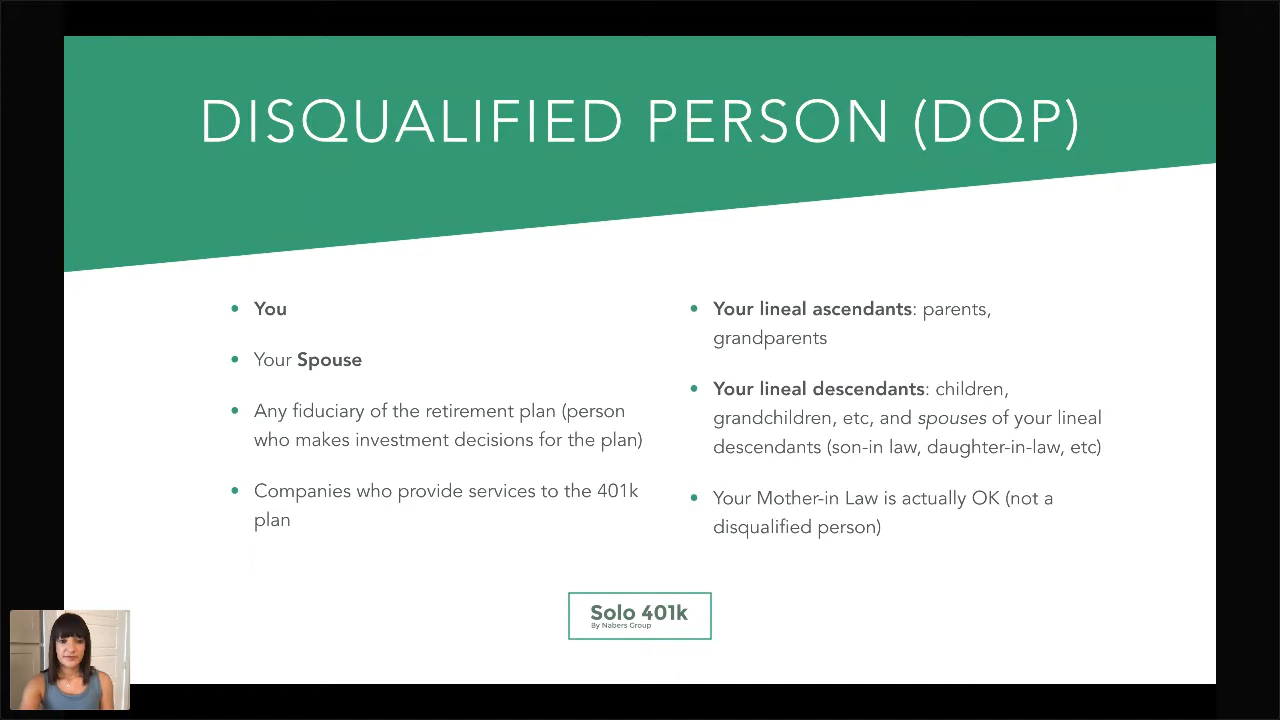 DISQUALIFIED PERSON (DQP)
You
Your Spouse
Any fiduciary of the retirement plan (person
who makes investment decisions for the plan)
Companies who provide services to the 401k
plan
Your lineal ascendants: parents,
grandparents
Your lineal descendants: children,
grandchildren, etc, and spouses of your lineal
descendants (son-in law, daughter-in-law, etc)
Your Mother-in Law is actually OK (not a
disqualified person)
Solo 401k
By Nabers Group